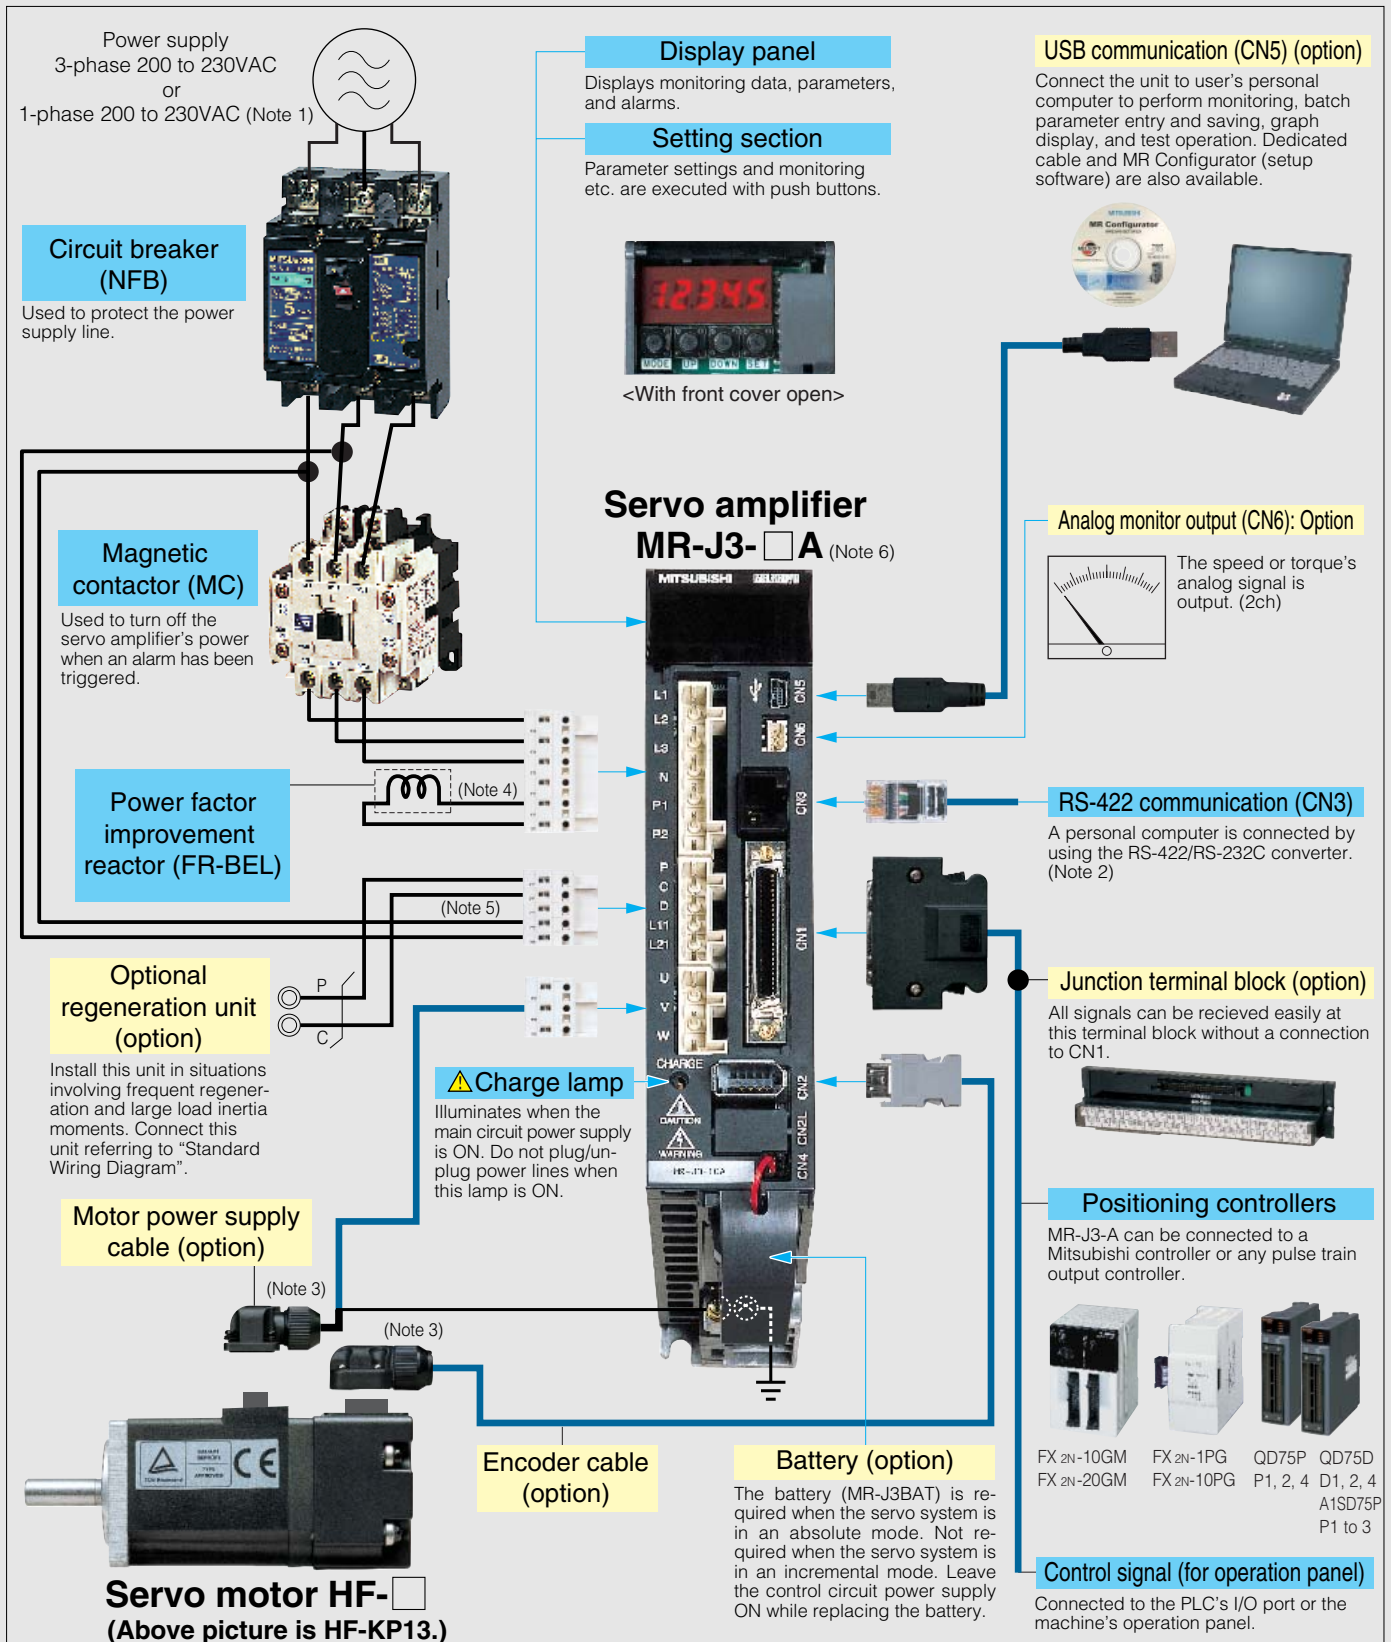 Power supply
3-phase 200 to 230VAC
or
1-phase 200 to 230VAC (Note 1)
Circuit breaker
(NFB)
Used to protect the power
supply line.
Magnetic
contactor (MC)
Used to turn off the
servo amplifier's power
when an alarm has been
triggered.
Power factor
improvement
reactor (FR-BEL)
(Note 4)
(Note 5)
Optional
regeneration unit
(option)
P
C
Install this unit in situations
involving frequent regener-
ation and large load inertia
moments. Connect this
unit referring to “Standard
Wiring Diagram”.
Motor power supply
cable (option)
(Note 3)
(Note 3)
Servo motor HF-□
(Above picture is HF-KP13.)
Display panel
Displays monitoring data, parameters,
and alarms.
Setting section
Parameter settings and monitoring
etc. are executed with push buttons.
12345
MODE UP DOWN SET
<With front cover open>
Servo amplifier
MR-J3-□A (Note 6)
MITSUBISHI
L1
L2
L3
N
P1
P2
P
C
D
L11
L21
U
V
W
CHARGE
CAUTION
WARNING
MR-J3-10A
CN5
CN6
CN3
CN1
CN2
CN2L
CN4
Charge lamp
Illuminates when the
main circuit power supply
is ON. Do not plug/un-
plug power lines when
this lamp is ON.
Encoder cable
(option)
Battery (option)
The battery (MR-J3BAT) is re-
quired when the servo system is
in an absolute mode. Not re-
quired when the servo system is
in an incremental mode. Leave
the control circuit power supply
ON while replacing the battery.
USB communication (CN5) (option)
Connect the unit to user's personal
computer to perform monitoring, batch
parameter entry and saving, graph
display, and test operation. Dedicated
cable and MR Configurator (setup
software) are also available.
MITSUBISHI
MR Configurator
Analog monitor output (CN6): Option
The speed or torque's
analog signal is
output. (2ch)
RS-422 communication (CN3)
A personal computer is connected by
using the RS-422/RS-232C converter.
(Note 2)
Junction terminal block (option)
All signals can be recieved easily at
this terminal block without a connection
to CN1.
Positioning controllers
MR-J3-A can be connected to a
Mitsubishi controller or any pulse train
output controller.
FX 2N-10GM
FX 2N-20GM
FX 2N-1PG
FX 2N-10PG
QD75P
P1, 2, 4
QD75D
D1, 2, 4
A1SD75P
P1 to 3
Control signal (for operation panel)
Connected to the PLC's I/O port or the
machine's operation panel.